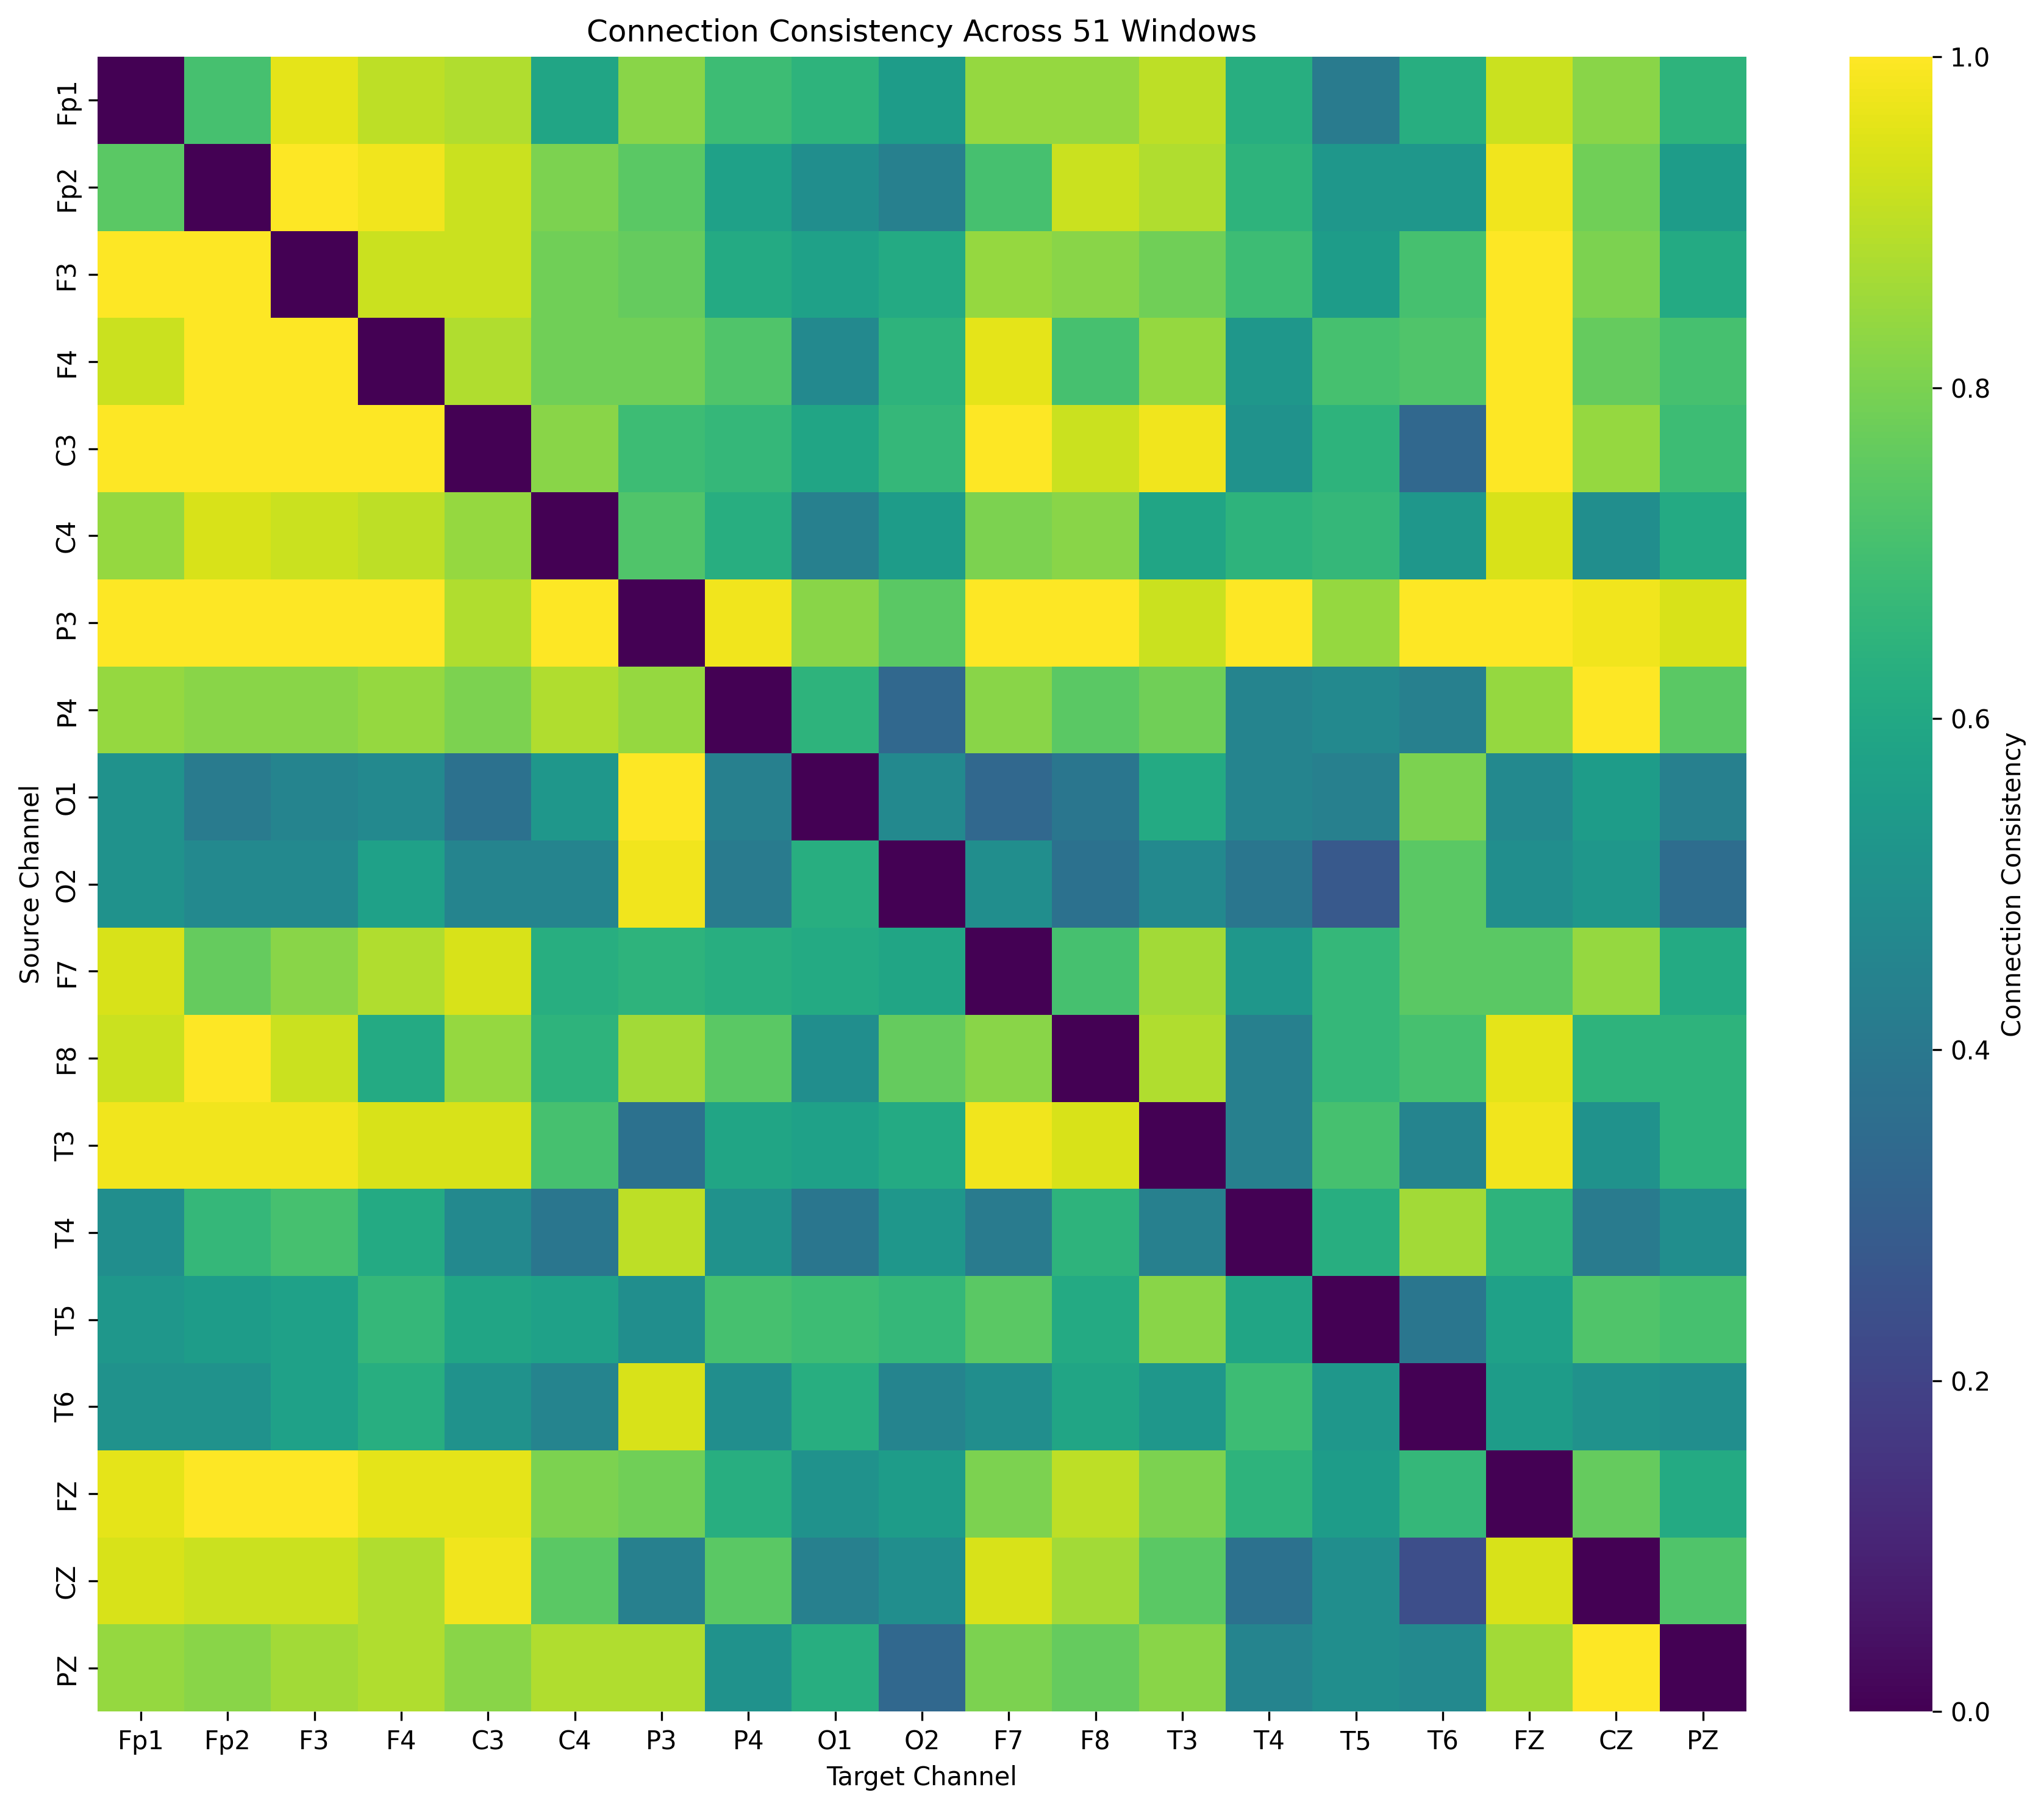 Connection Consistency Across 51 Windows
Source Channel
Fp1
Fp2
F3
F4
C3
C4
P3
P4
O1
O2
F7
F8
T3
T4
T5
T6
FZ
CZ
PZ
Fp1 Fp2 F3 F4 C3 C4 P3 P4 O1 O2 F7 F8 T3 T4 T5 T6 FZ CZ PZ
Target Channel
1.0
0.8
0.6
0.4
0.2
0.0
Connection Consistency